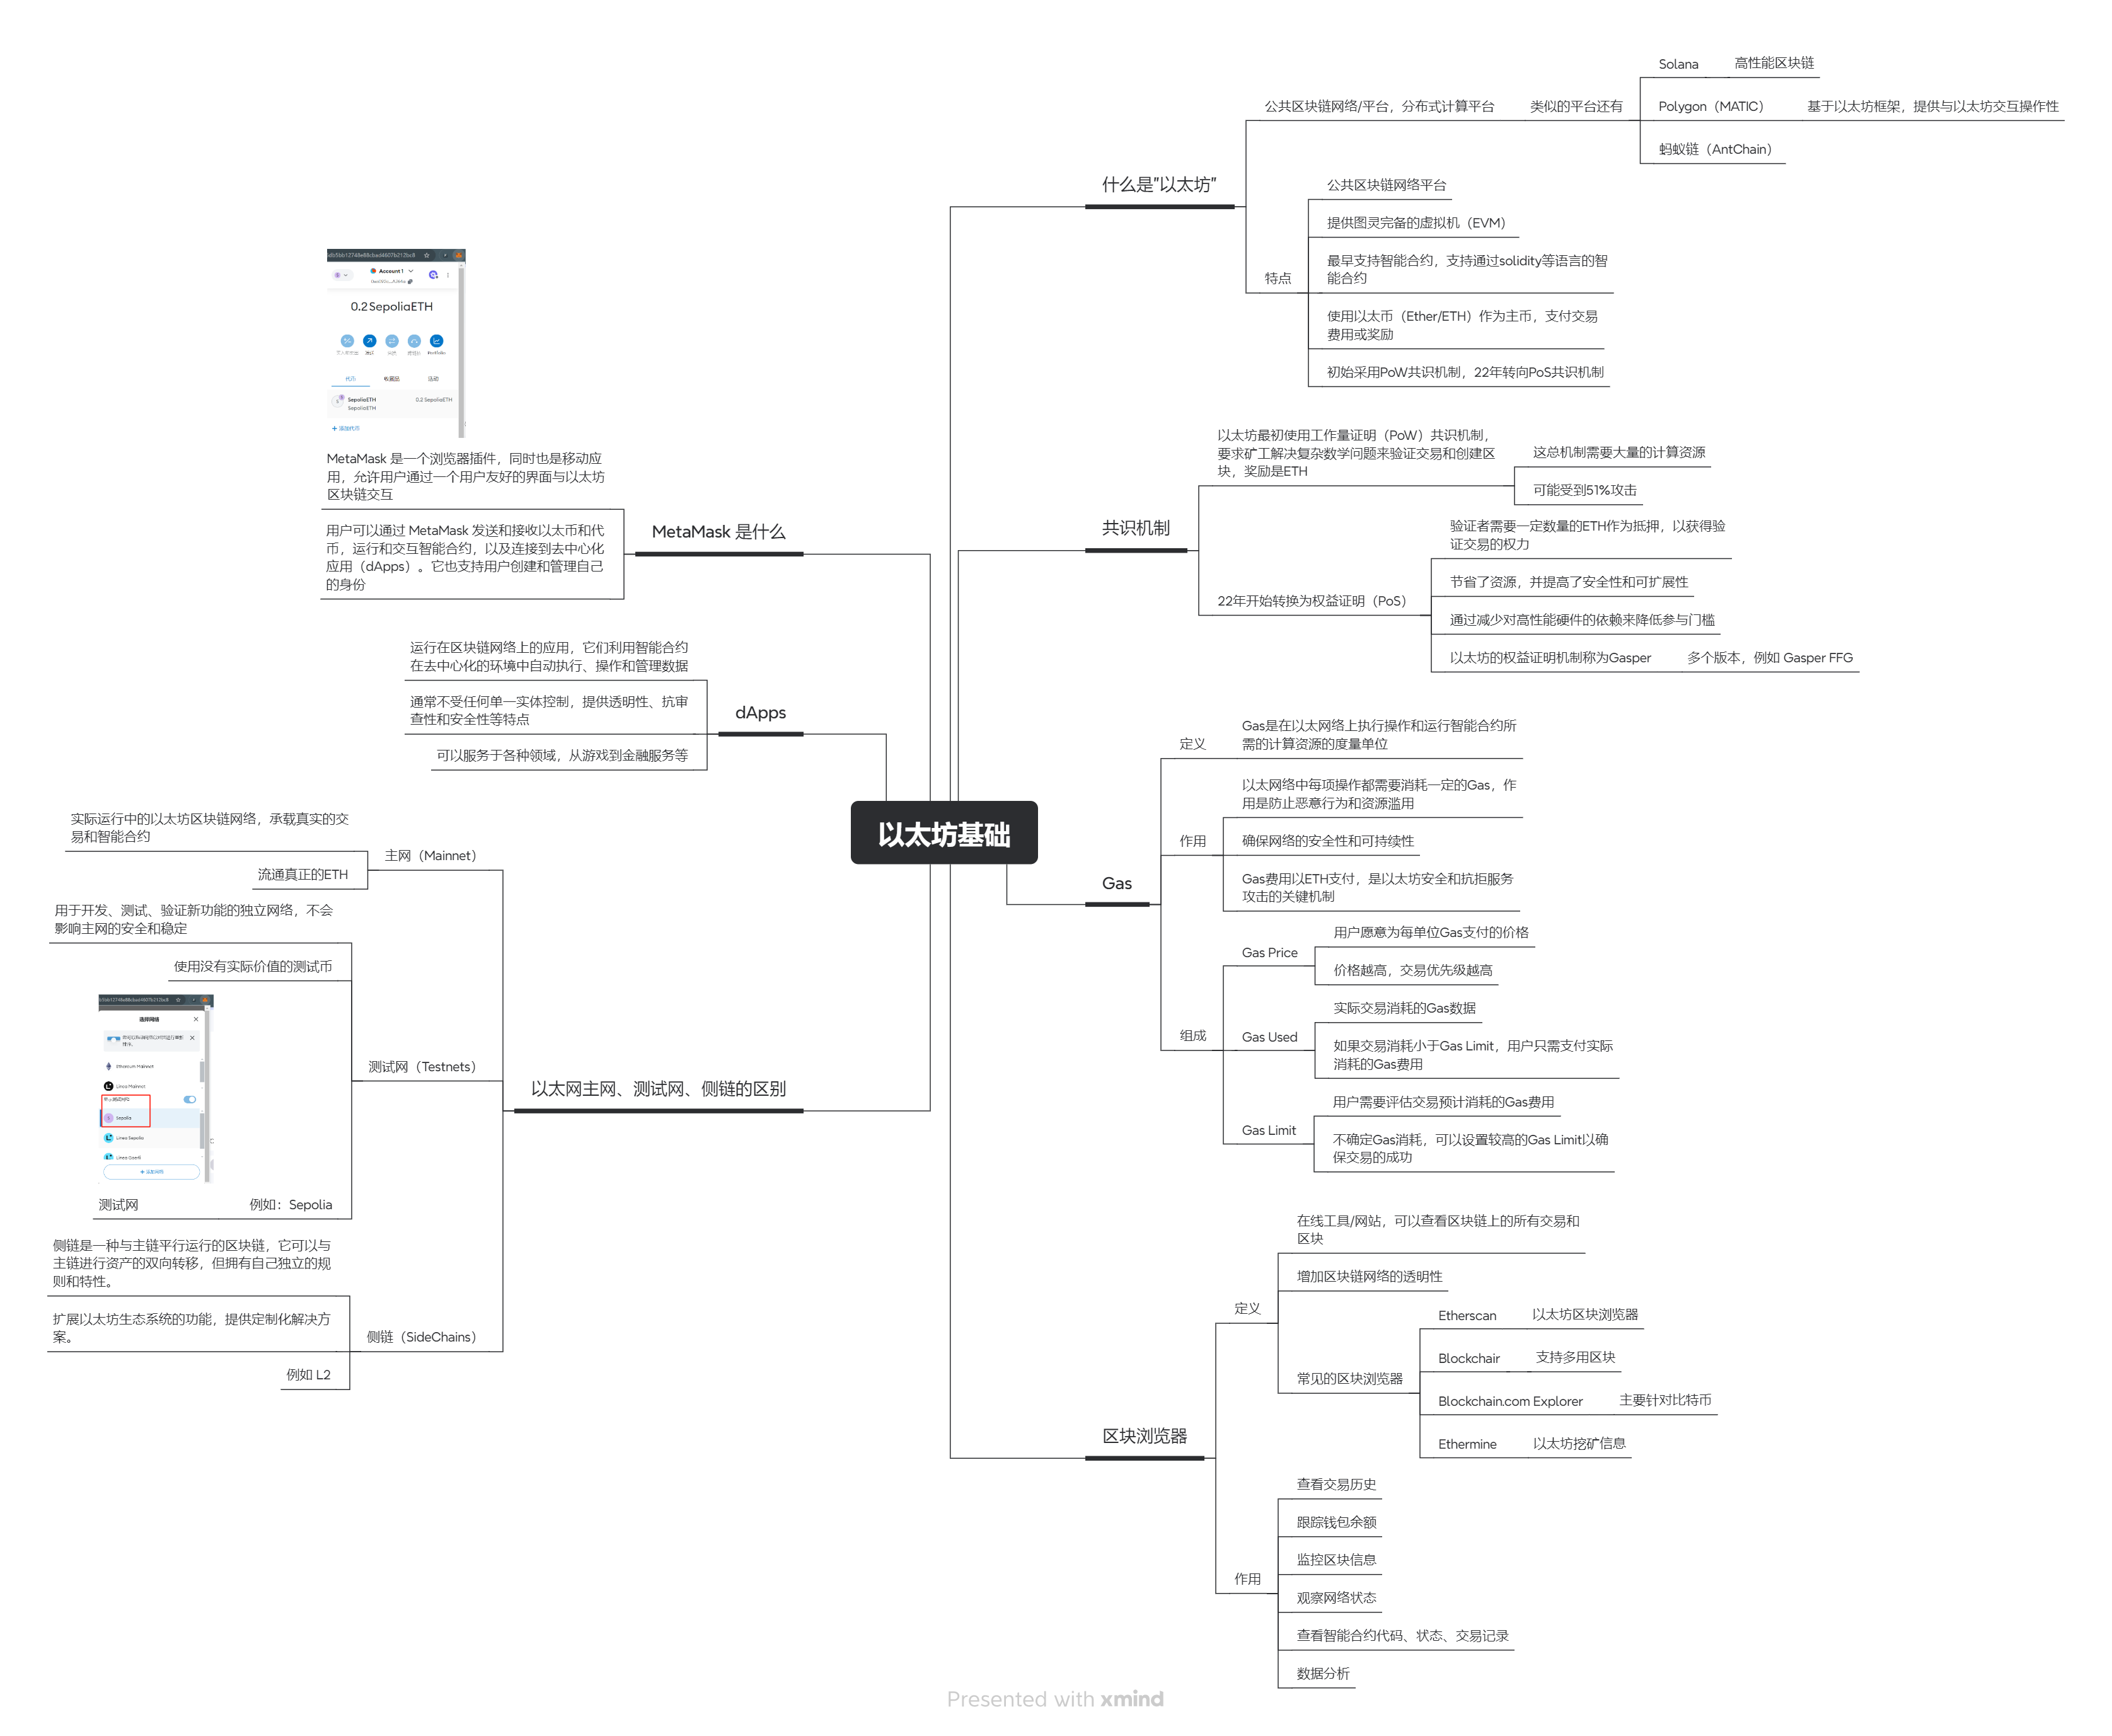 以太坊基础
什么是"以太坊"
公共区块链网络/平台，分布式计算平台
类似的平台还有
Solana
高性能区块链
Polygon（MATIC）
基于以太坊框架，提供与以太坊交互操作性
蚂蚁链（AntChain）
特点
公共区块链网络平台
提供图灵完备的虚拟机（EVM）
最早支持智能合约，支持通过solidity等语言的智
能合约
使用以太币（Ether/ETH）作为主币，支付交易
费用或奖励
初始采用PoW共识机制，22年转向PoS共识机制
共识机制
以太坊最初使用工作量证明（PoW）共识机制，
要求矿工解决复杂数学问题来验证交易和创建区
块，奖励是ETH
这总机制需要大量的计算资源
可能受到51%攻击
22年开始转换为权益证明（PoS）
验证者需要一定数量的ETH作为抵押，以获得验
证交易的权力
节省了资源，并提高了安全性和可扩展性
通过减少对高性能硬件的依赖来降低参与门槛
以太坊的权益证明机制称为Gasper
多个版本，例如 Gasper FFG
Gas
定义
Gas是在以太网络上执行操作和运行智能合约所
需的计算资源的度量单位
作用
以太网络中每项操作都需要消耗一定的Gas，作
用是防止恶意行为和资源滥用
确保网络的安全性和可持续性
Gas费用以ETH支付，是以太坊安全和抗拒服务
攻击的关键机制
组成
Gas Price
用户愿意为每单位Gas支付的价格
价格越高，交易优先级越高
Gas Used
实际交易消耗的Gas数据
如果交易消耗小于Gas Limit，用户只需支付实际
消耗的Gas费用
Gas Limit
用户需要评估交易预计消耗的Gas费用
不确定Gas消耗，可以设置较高的Gas Limit以确
保交易的成功
区块浏览器
定义
在线工具/网站，可以查看区块链上的所有交易和
区块
增加区块链网络的透明性
常见的区块浏览器
Etherscan
以太坊区块浏览器
Blockchair
支持多用区块
Blockchain.com Explorer
主要针对比特币
Ethermine
以太坊挖矿信息
作用
查看交易历史
跟踪钱包余额
监控区块信息
观察网络状态
查看智能合约代码、状态、交易记录
数据分析
MetaMask 是什么
Account 1
0.2 SepoliaETH
发送
Portfolio
代币
收藏品
活动
SepoliaETH
0.2 SepoliaETH
SepoliaETH
+ 添加代币
MetaMask 是一个浏览器插件，同时也是移动应
用，允许用户通过一个用户友好的界面与以太坊
区块链交互
用户可以通过 MetaMask 发送和接收以太币和代
币，运行和交互智能合约，以及连接到去中心化
应用（dApps）。它也支持用户创建和管理自己
的身份
dApps
运行在区块链网络上的应用，它们利用智能合约
在去中心化的环境中自动执行、操作和管理数据
通常不受任何单一实体控制，提供透明性、抗审
查性和安全性等特点
可以服务于各种领域，从游戏到金融服务等
以太网主网、测试网、侧链的区别
主网（Mainnet）
实际运行中的以太坊区块链网络，承载真实的交
易和智能合约
流通真正的ETH
测试网（Testnets）
用于开发、测试、验证新功能的独立网络，不会
影响主网的安全和稳定
使用没有实际价值的测试币
例如：Sepolia
选择网络
Ethereum Mainnet
Linea Mainnet
Sepolia
Linea Sepolia
Linea Goerli
+ 添加网络
测试网
侧链（SideChains）
侧链是一种与主链平行运行的区块链，它可以与
主链进行资产的双向转移，但拥有自己独立的规
则和特性。
扩展以太坊生态系统的功能，提供定制化解决方
案。
例如 L2
Presented with xmind